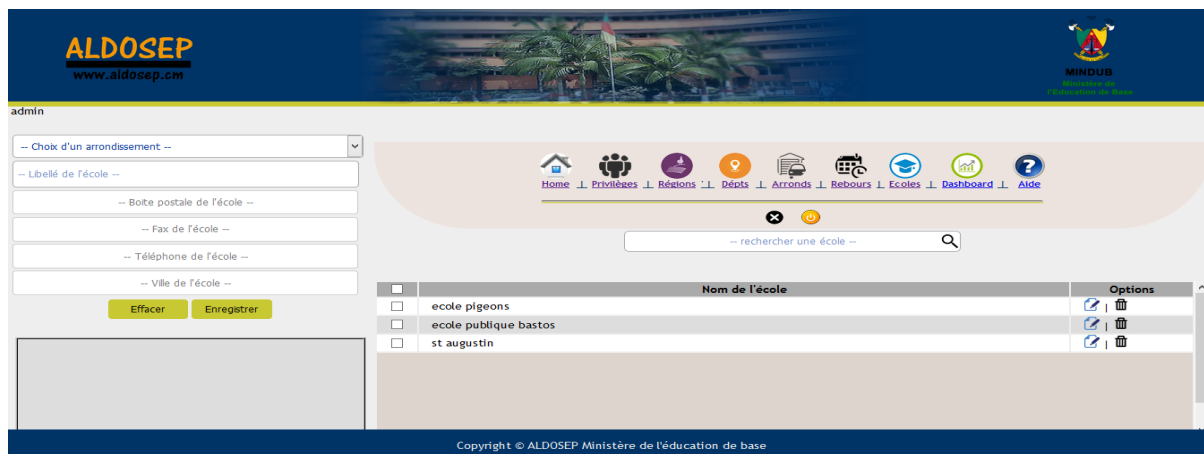 ALDOSEP
www.aldosep.cm
MINDUB
Ministère de
l'Education de Base
admin
-- Choix d'un arrondissement --
-- Libellé de l'école --
-- Boite postale de l'école --
-- Fax de l'école --
-- Téléphone de l'école --
-- Ville de l'école --
Effacer Enregistrer
Home | Privilèges | Régions | Dépts | Arronds | Rebours | Ecoles | Dashboard | Aide
-- rechercher une école --
Nom de l'école Options
ecole pigeons |
ecole publique bastos |
st augustin |
Copyright © ALDOSEP Ministère de l'éducation de base